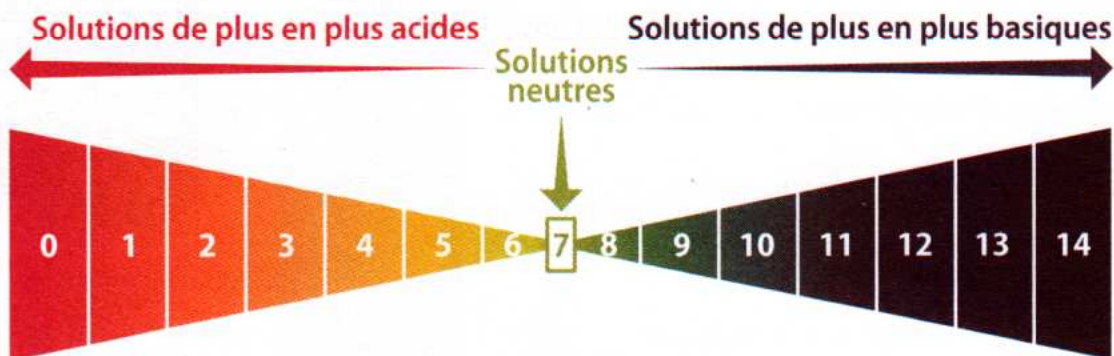 Solutions de plus en plus acides
Solutions de plus en plus basiques
Solutions
neutres
0 1 2 3 4 5 6 7 8 9 10 11 12 13 14